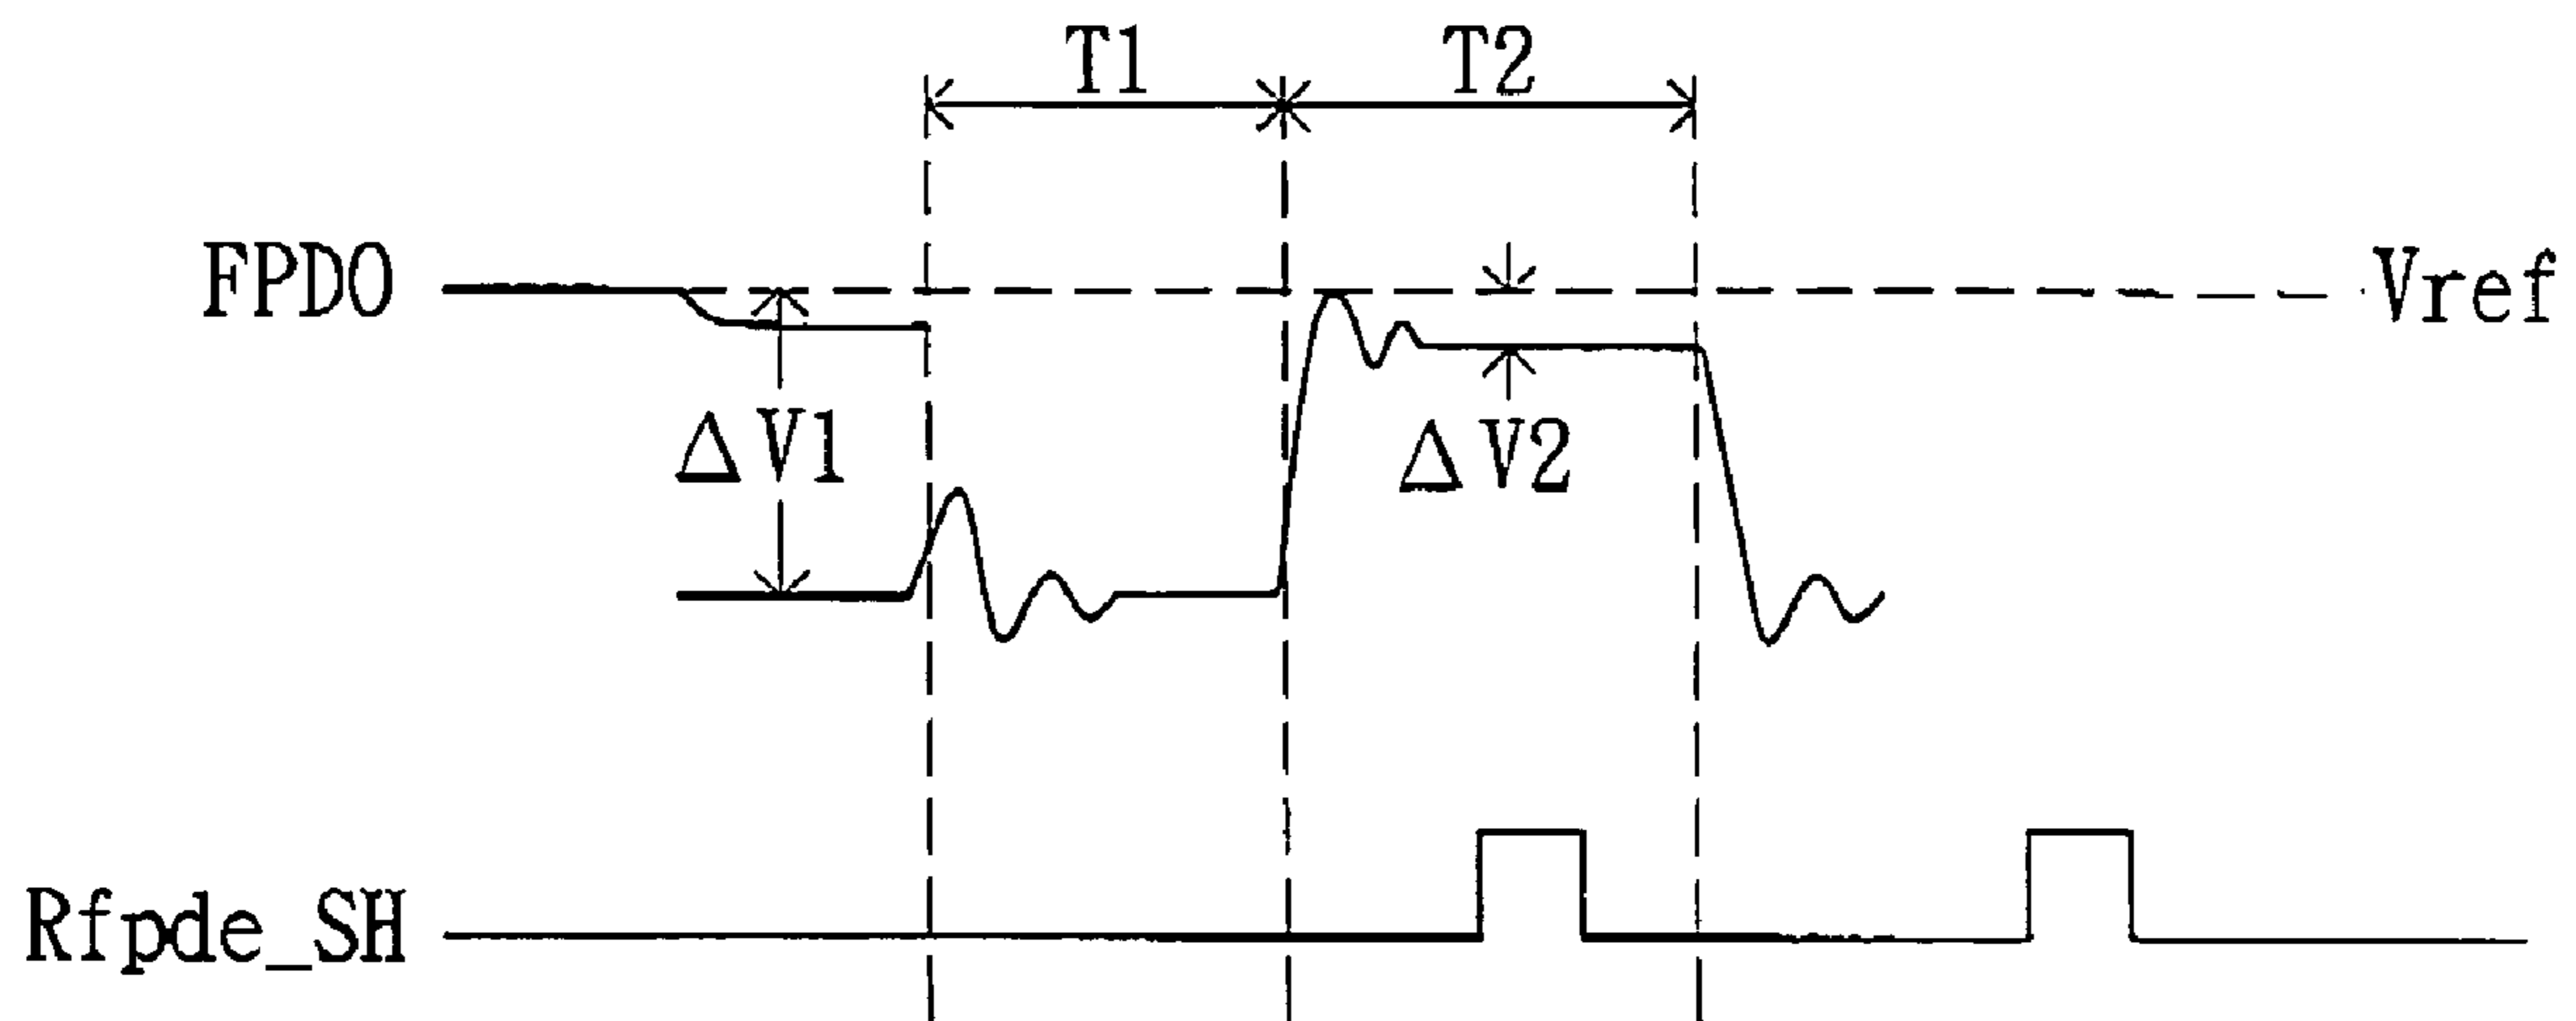 T1
T2
FPDO
Vref
ΔV1
ΔV2
Rfpde_SH